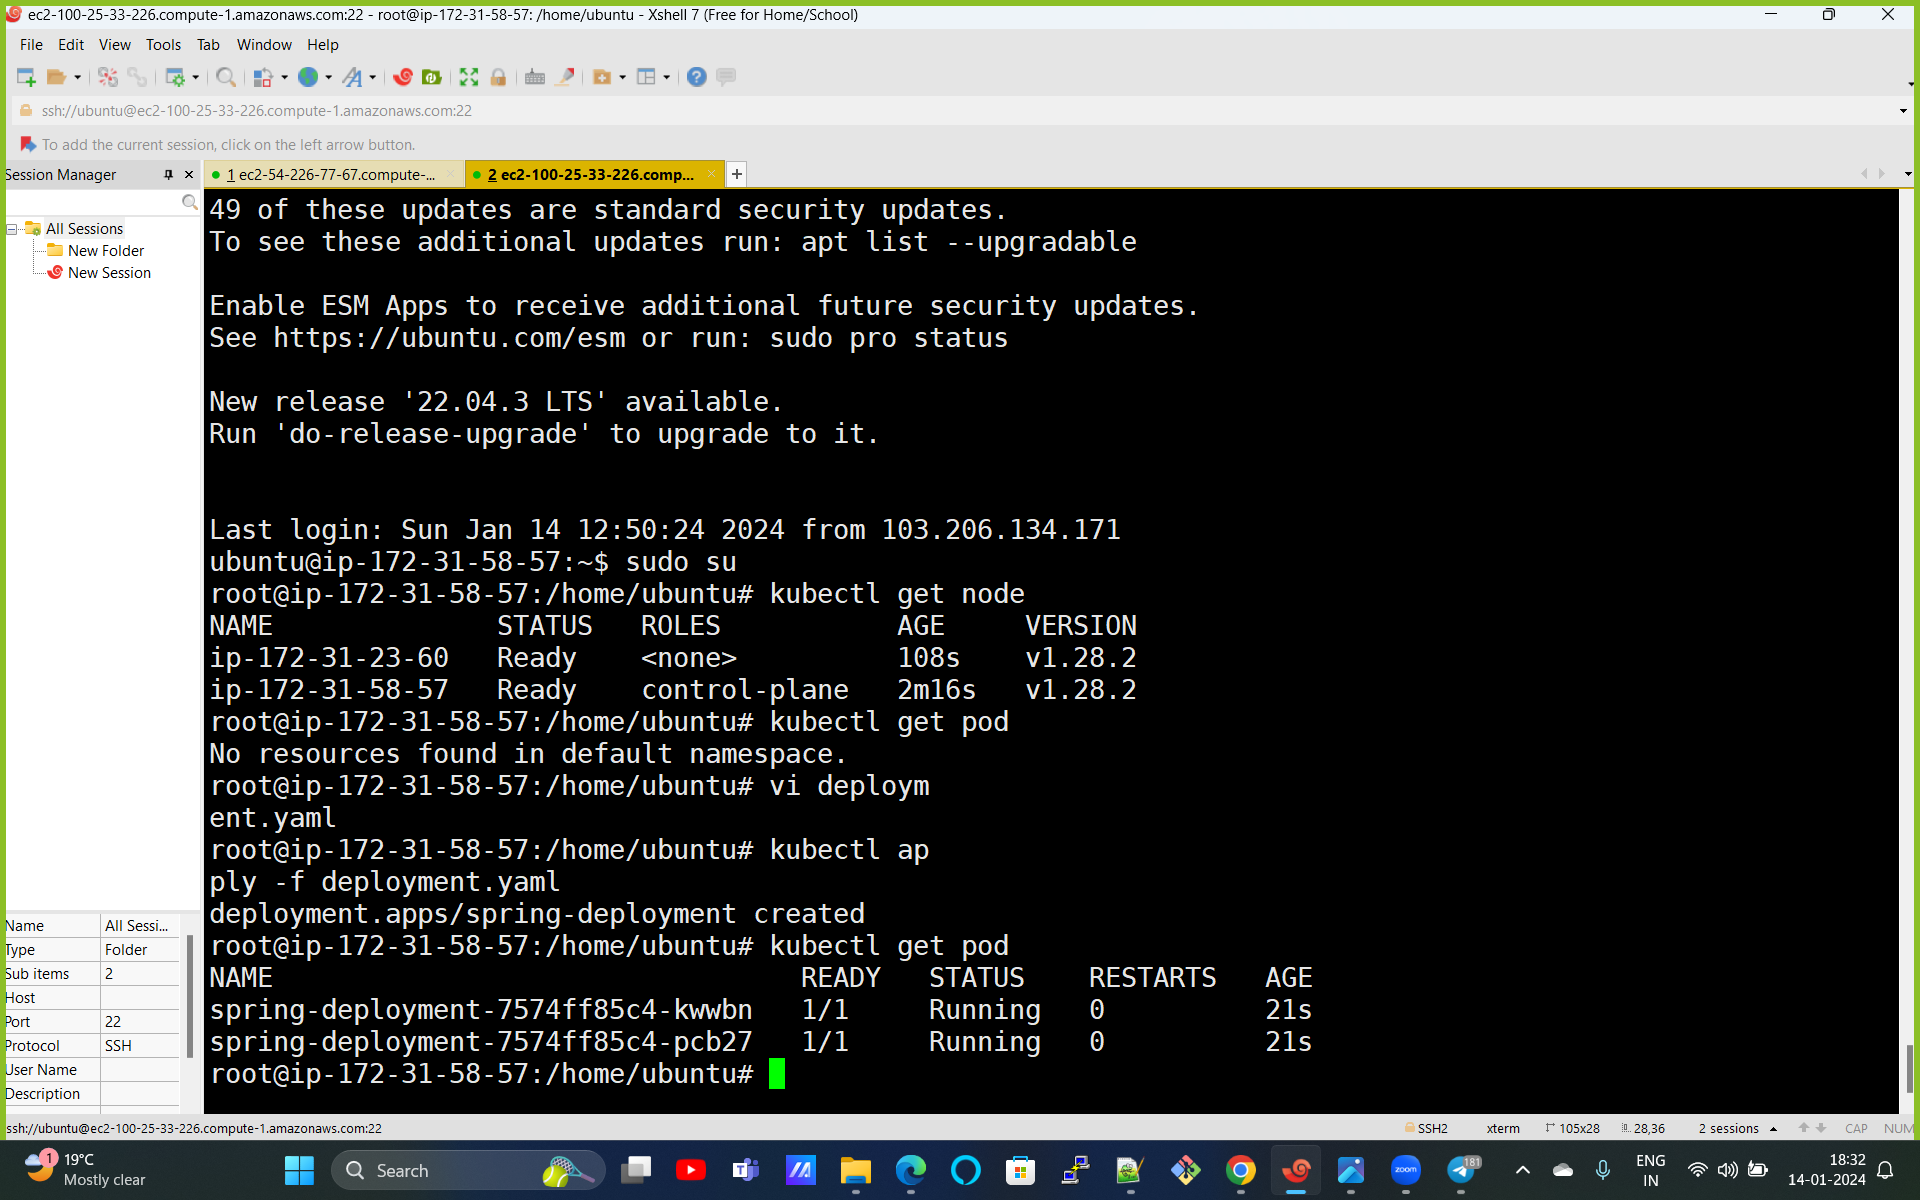 ec2-100-25-33-226.compute-1.amazonaws.com:22 - root@ip-172-31-58-57: /home/ubuntu - Xshell 7 (Free for Home/School)
File Edit View Tools Tab Window Help
ssh://ubuntu@ec2-100-25-33-226.compute-1.amazonaws.com:22
To add the current session, click on the left arrow button.
Session Manager
1 ec2-54-226-77-67.compute-...
2 ec2-100-25-33-226.comp...
All Sessions
New Folder
New Session
49 of these updates are standard security updates.
To see these additional updates run: apt list --upgradable
Enable ESM Apps to receive additional future security updates.
See https://ubuntu.com/esm or run: sudo pro status
New release '22.04.3 LTS' available.
Run 'do-release-upgrade' to upgrade to it.
Last login: Sun Jan 14 12:50:24 2024 from 103.206.134.171
ubuntu@ip-172-31-58-57:~$ sudo su
root@ip-172-31-58-57:/home/ubuntu# kubectl get node
NAME STATUS ROLES AGE VERSION
ip-172-31-23-60 Ready <none> 108s v1.28.2
ip-172-31-58-57 Ready control-plane 2m16s v1.28.2
root@ip-172-31-58-57:/home/ubuntu# kubectl get pod
No resources found in default namespace.
root@ip-172-31-58-57:/home/ubuntu# vi deploym
ent.yaml
root@ip-172-31-58-57:/home/ubuntu# kubectl ap
ply -f deployment.yaml
deployment.apps/spring-deployment created
root@ip-172-31-58-57:/home/ubuntu# kubectl get pod
NAME READY STATUS RESTARTS AGE
spring-deployment-7574ff85c4-kwwbn 1/1 Running 0 21s
spring-deployment-7574ff85c4-pcb27 1/1 Running 0 21s
root@ip-172-31-58-57:/home/ubuntu#
Name All Sessi...
Type Folder
Sub items 2
Host
Port 22
Protocol SSH
User Name
Description
ssh://ubuntu@ec2-100-25-33-226.compute-1.amazonaws.com:22
SSH2 xterm 105x28 28,36 2 sessions CAP NUM
1
19°C
Mostly clear
Search
zoom
181
ENG
IN
18:32
14-01-2024